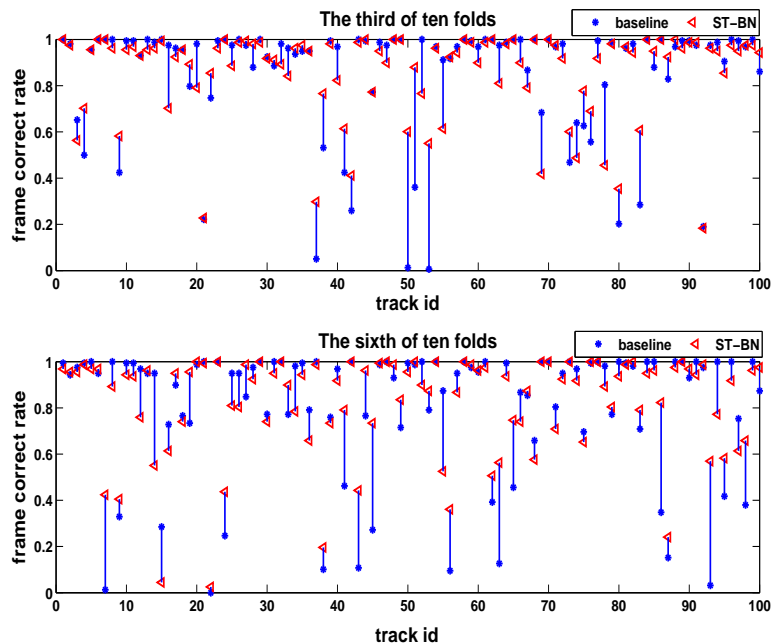 The third of ten folds
baseline ST-BN
frame correct rate
1
0.8
0.6
0.4
0.2
0
0 10 20 30 40 50 60 70 80 90 100
track id
The sixth of ten folds
baseline ST-BN
frame correct rate
1
0.8
0.6
0.4
0.2
0
0 10 20 30 40 50 60 70 80 90 100
track id